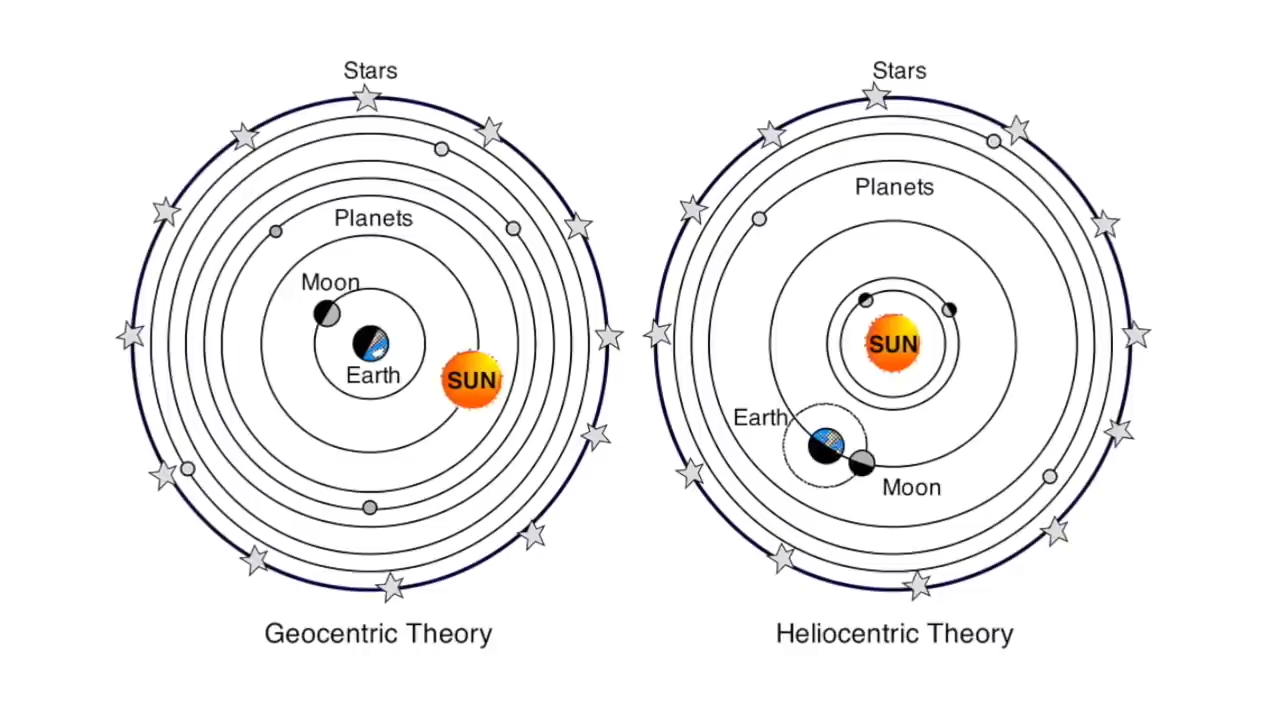 Stars
Planets
Moon
Earth
SUN
Geocentric Theory
Stars
Planets
SUN
Earth
Moon
Heliocentric Theory